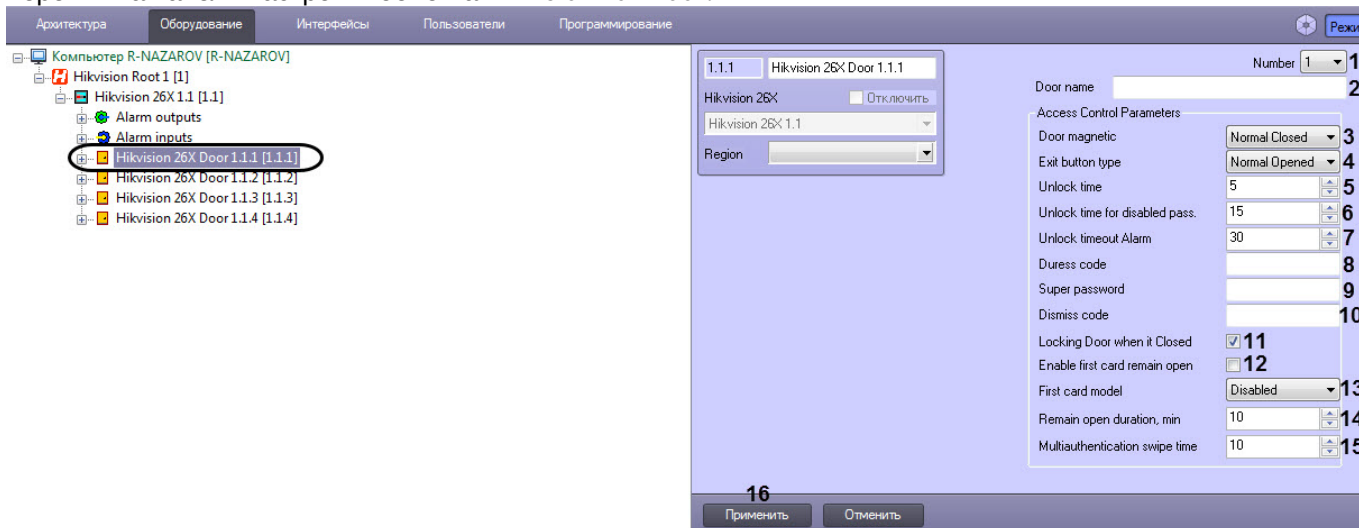 Архитектура Оборудование Интерфейсы Пользователи Программирование
Компьютер R-NAZAROV [R-NAZAROV]
Hikvision Root 1 [1]
Hikvision 26X 1.1 [1.1]
Alarm outputs
Alarm inputs
Hikvision 26X Door 1.1.1 [1.1.1]
Hikvision 26X Door 1.1.2 [1.1.2]
Hikvision 26X Door 1.1.3 [1.1.3]
Hikvision 26X Door 1.1.4 [1.1.4]
1.1.1 Hikvision 26X Door 1.1.1
Hikvision 26X Отключить
Hikvision 26X 1.1
Region
Number 1 1
Door name 2
Access Control Parameters
Door magnetic Normal Closed 3
Exit button type Normal Opened 4
Unlock time 5 5
Unlock time for disabled pass. 15 6
Unlock timeout Alarm 30 7
Duress code 8
Super password 9
Dismiss code 10
Locking Door when it Closed 11
Enable first card remain open 12
First card model Disabled 13
Remain open duration, min 10 14
Multiauthentication swipe time 10 15
16
Применить Отменить